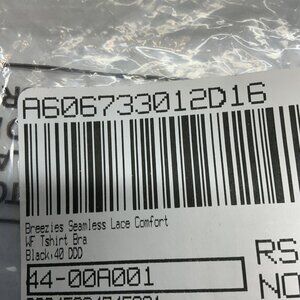 A606733012D16
Breezies Seamless Lace Comfort
WF Tshirt Bra
Black,40 DDD
RS
44-00A001
NO